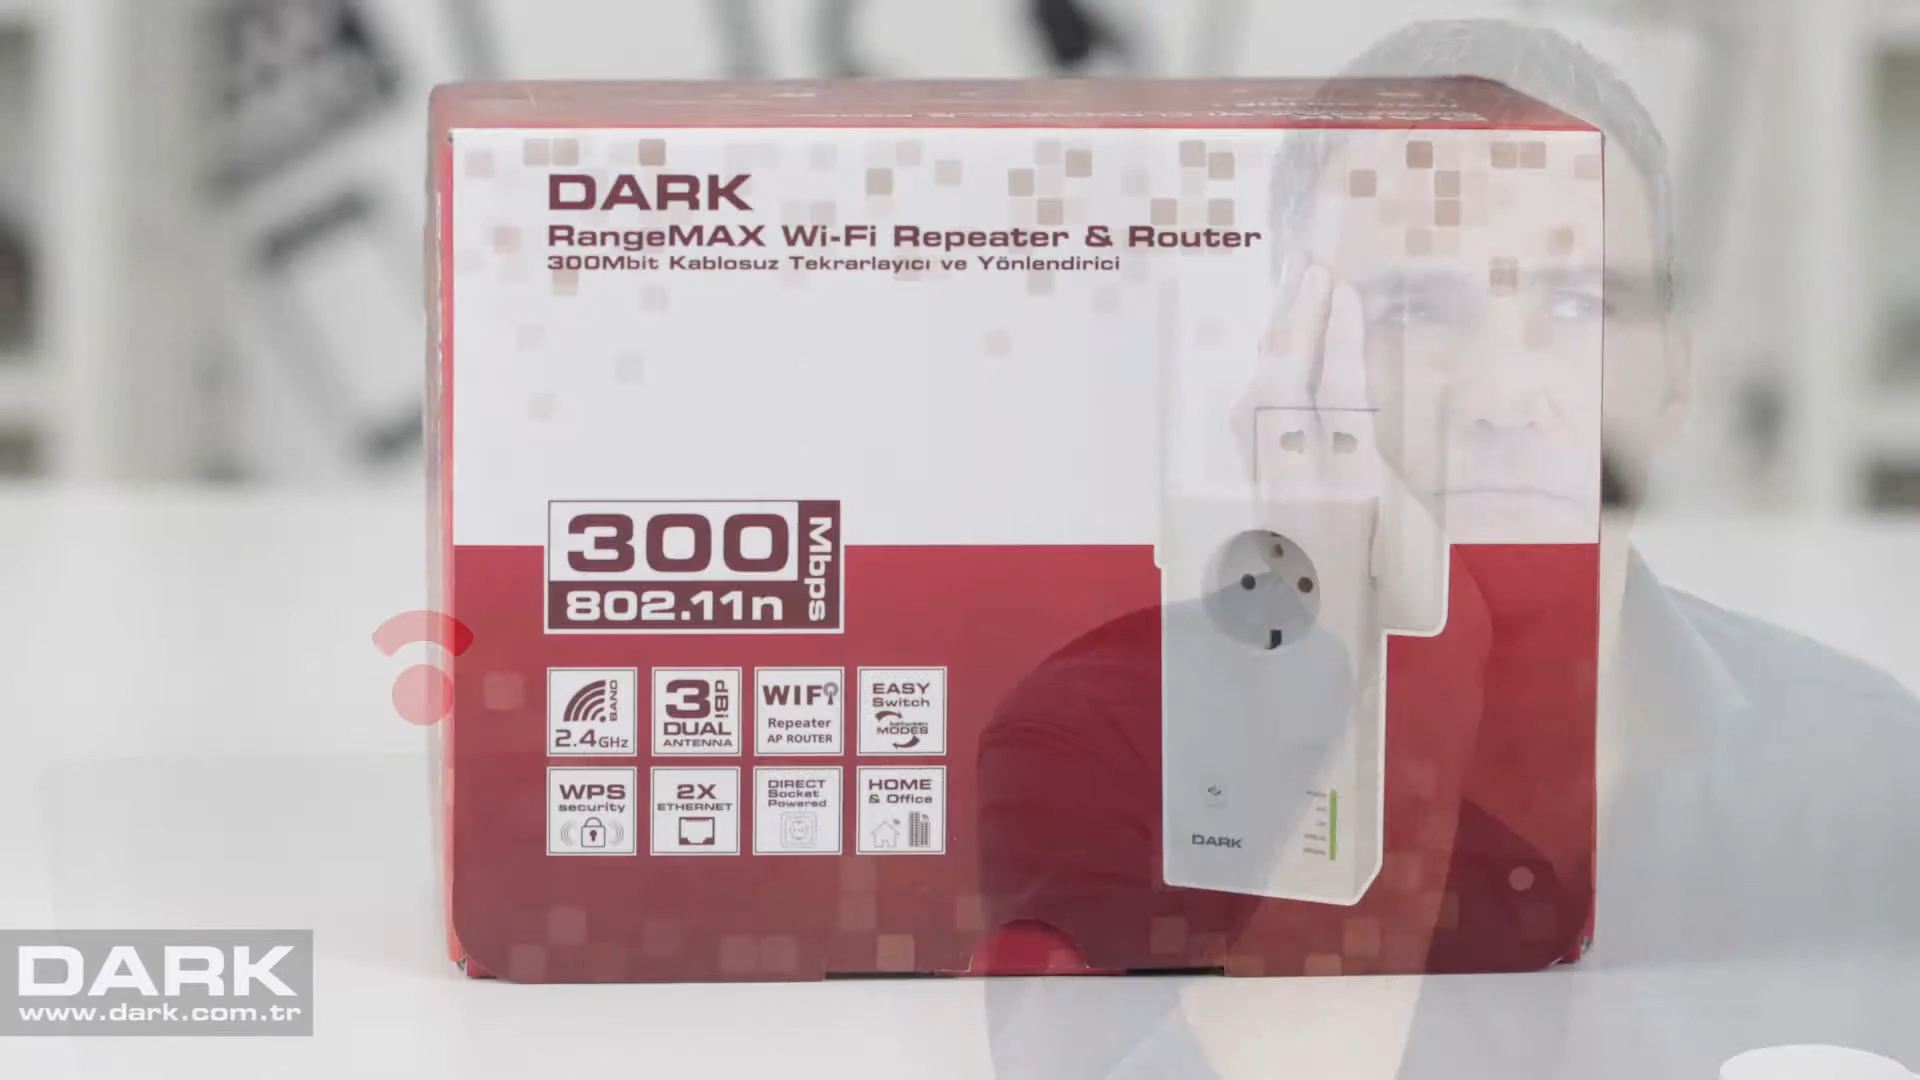 DARK
RangeMAX Wi-Fi Repeater & Router
300Mbit Kablosuz Tekrarlayıcı ve Yönlendirici
300 Mbps
802.11n
2.4GHz BAND
3 dBi
DUAL
ANTENNA
WIFI
Repeater
AP ROUTER
EASY
Switch
between
MODES
WPS
security
2X
ETHERNET
DIRECT
Socket
Powered
HOME
& Office
DARK
DARK
www.dark.com.tr